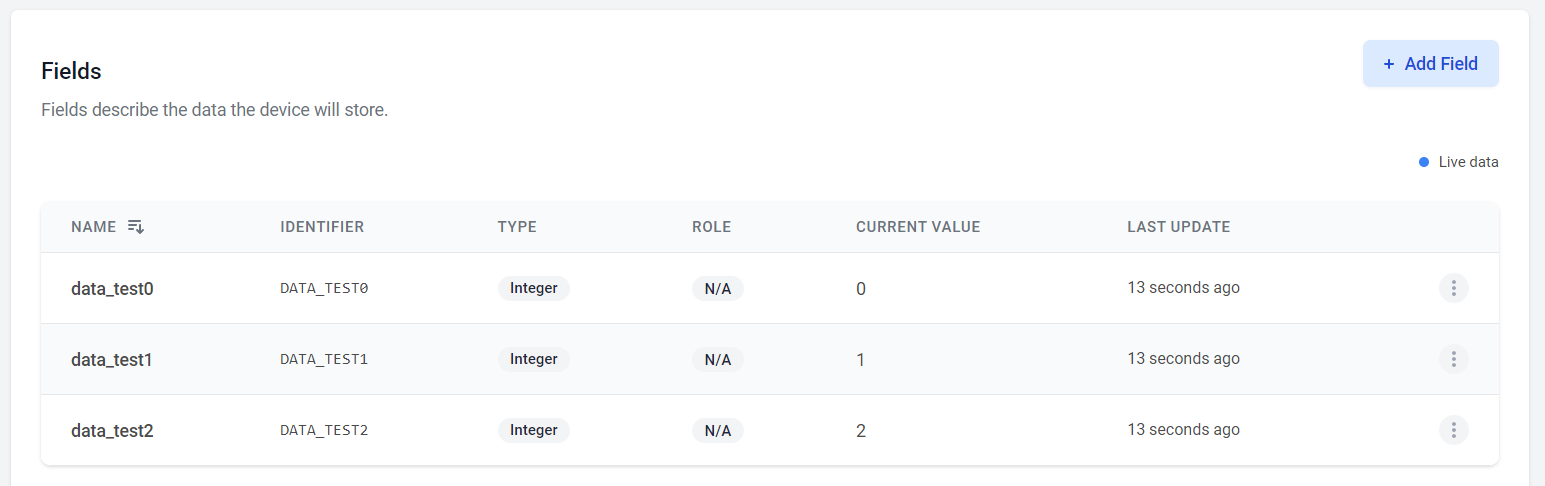 Fields
+ Add Field
Fields describe the data the device will store.
Live data
NAME IDENTIFIER TYPE ROLE CURRENT VALUE LAST UPDATE
data_test0 DATA_TEST0 Integer N/A 0 13 seconds ago
data_test1 DATA_TEST1 Integer N/A 1 13 seconds ago
data_test2 DATA_TEST2 Integer N/A 2 13 seconds ago